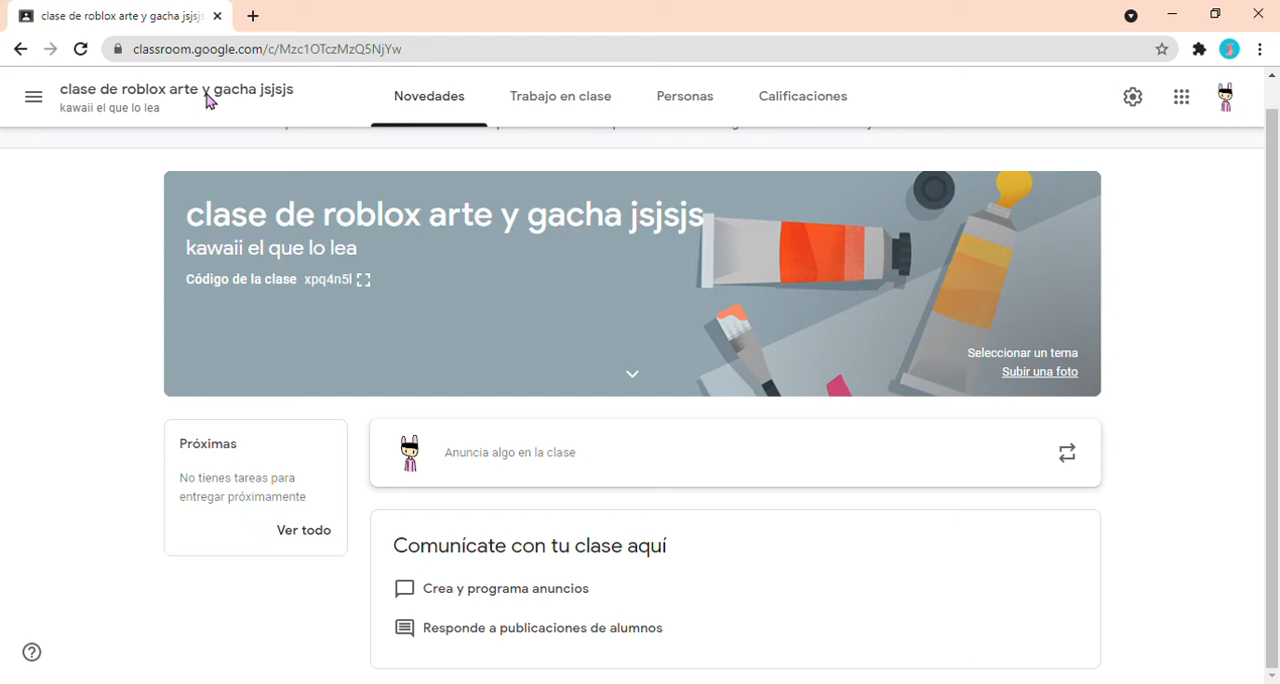 clase de roblox arte y gacha jsjsjs
classroom.google.com/c/Mzc1OTczMzQ5NjYw
clase de roblox arte y gacha jsjsjs
kawaii el que lo lea
Novedades
Trabajo en clase
Personas
Calificaciones
clase de roblox arte y gacha jsjsjs
kawaii el que lo lea
Código de la clase xpq4n5l
Seleccionar un tema
Subir una foto
Próximas
No tienes tareas para
entregar próximamente
Ver todo
Anuncia algo en la clase
Comunícate con tu clase aquí
Crea y programa anuncios
Responde a publicaciones de alumnos